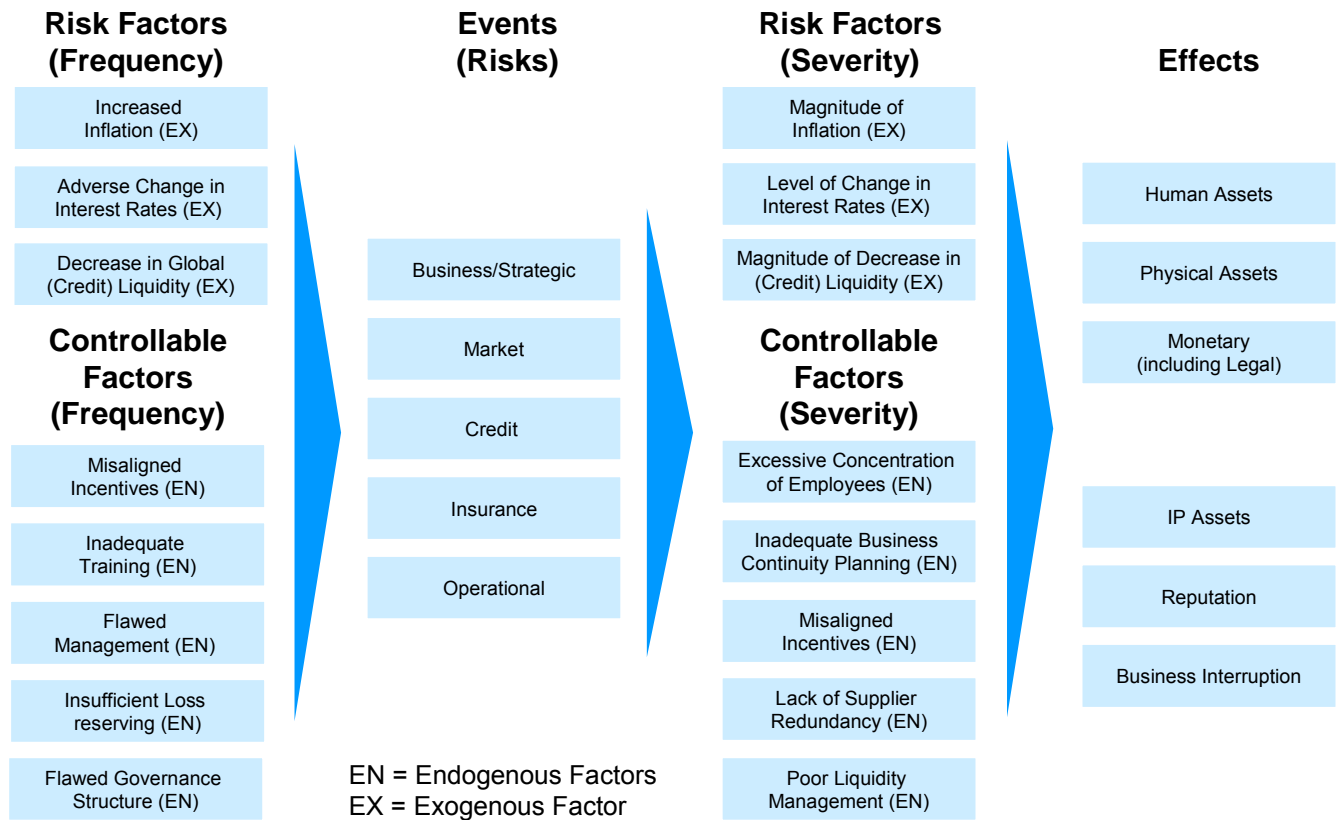 Risk Factors
(Frequency)
Increased
Inflation (EX)
Adverse Change in
Interest Rates (EX)
Decrease in Global
(Credit) Liquidity (EX)
Controllable
Factors
(Frequency)
Misaligned
Incentives (EN)
Inadequate
Training (EN)
Flawed
Management (EN)
Insufficient Loss
reserving (EN)
Flawed Governance
Structure (EN)
Events
(Risks)
Business/Strategic
Market
Credit
Insurance
Operational
EN = Endogenous Factors
EX = Exogenous Factor
Risk Factors
(Severity)
Magnitude of
Inflation (EX)
Level of Change in
Interest Rates (EX)
Magnitude of Decrease in
(Credit) Liquidity (EX)
Controllable
Factors
(Severity)
Excessive Concentration
of Employees (EN)
Inadequate Business
Continuity Planning (EN)
Misaligned
Incentives (EN)
Lack of Supplier
Redundancy (EN)
Poor Liquidity
Management (EN)
Effects
Human Assets
Physical Assets
Monetary
(including Legal)
IP Assets
Reputation
Business Interruption